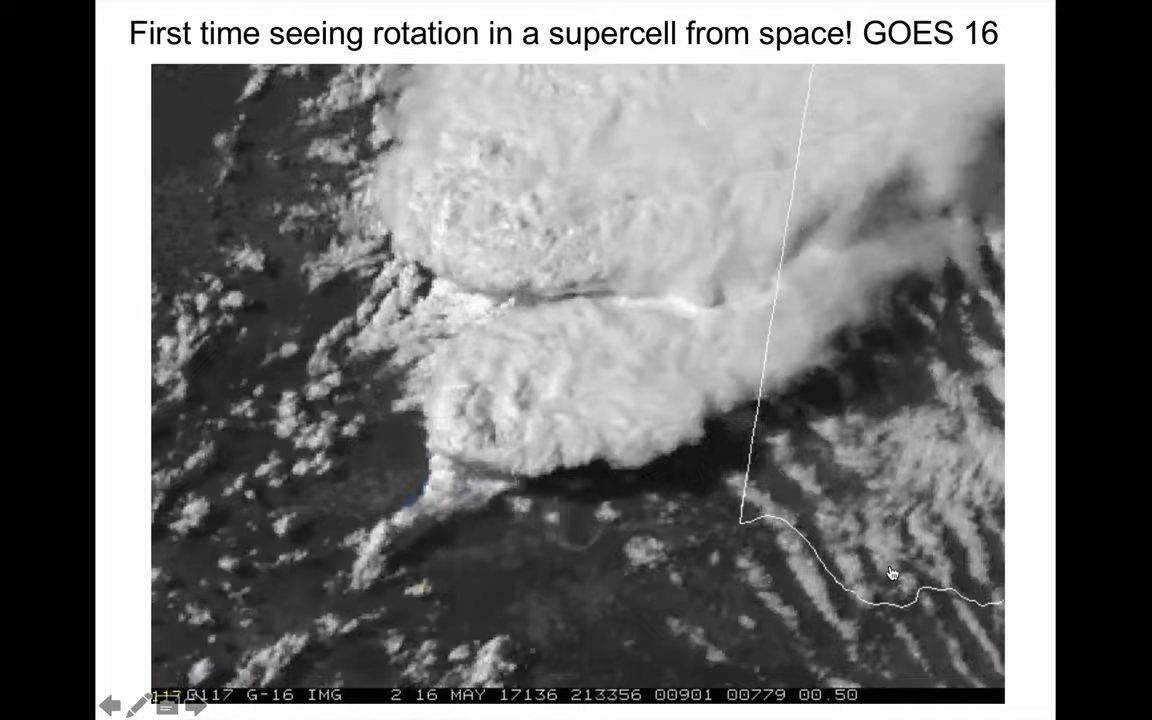 First time seeing rotation in a supercell from space! GOES 16
0117 G-16 IMG 2 16 MAY 17136 213356 00901 00779 00.50